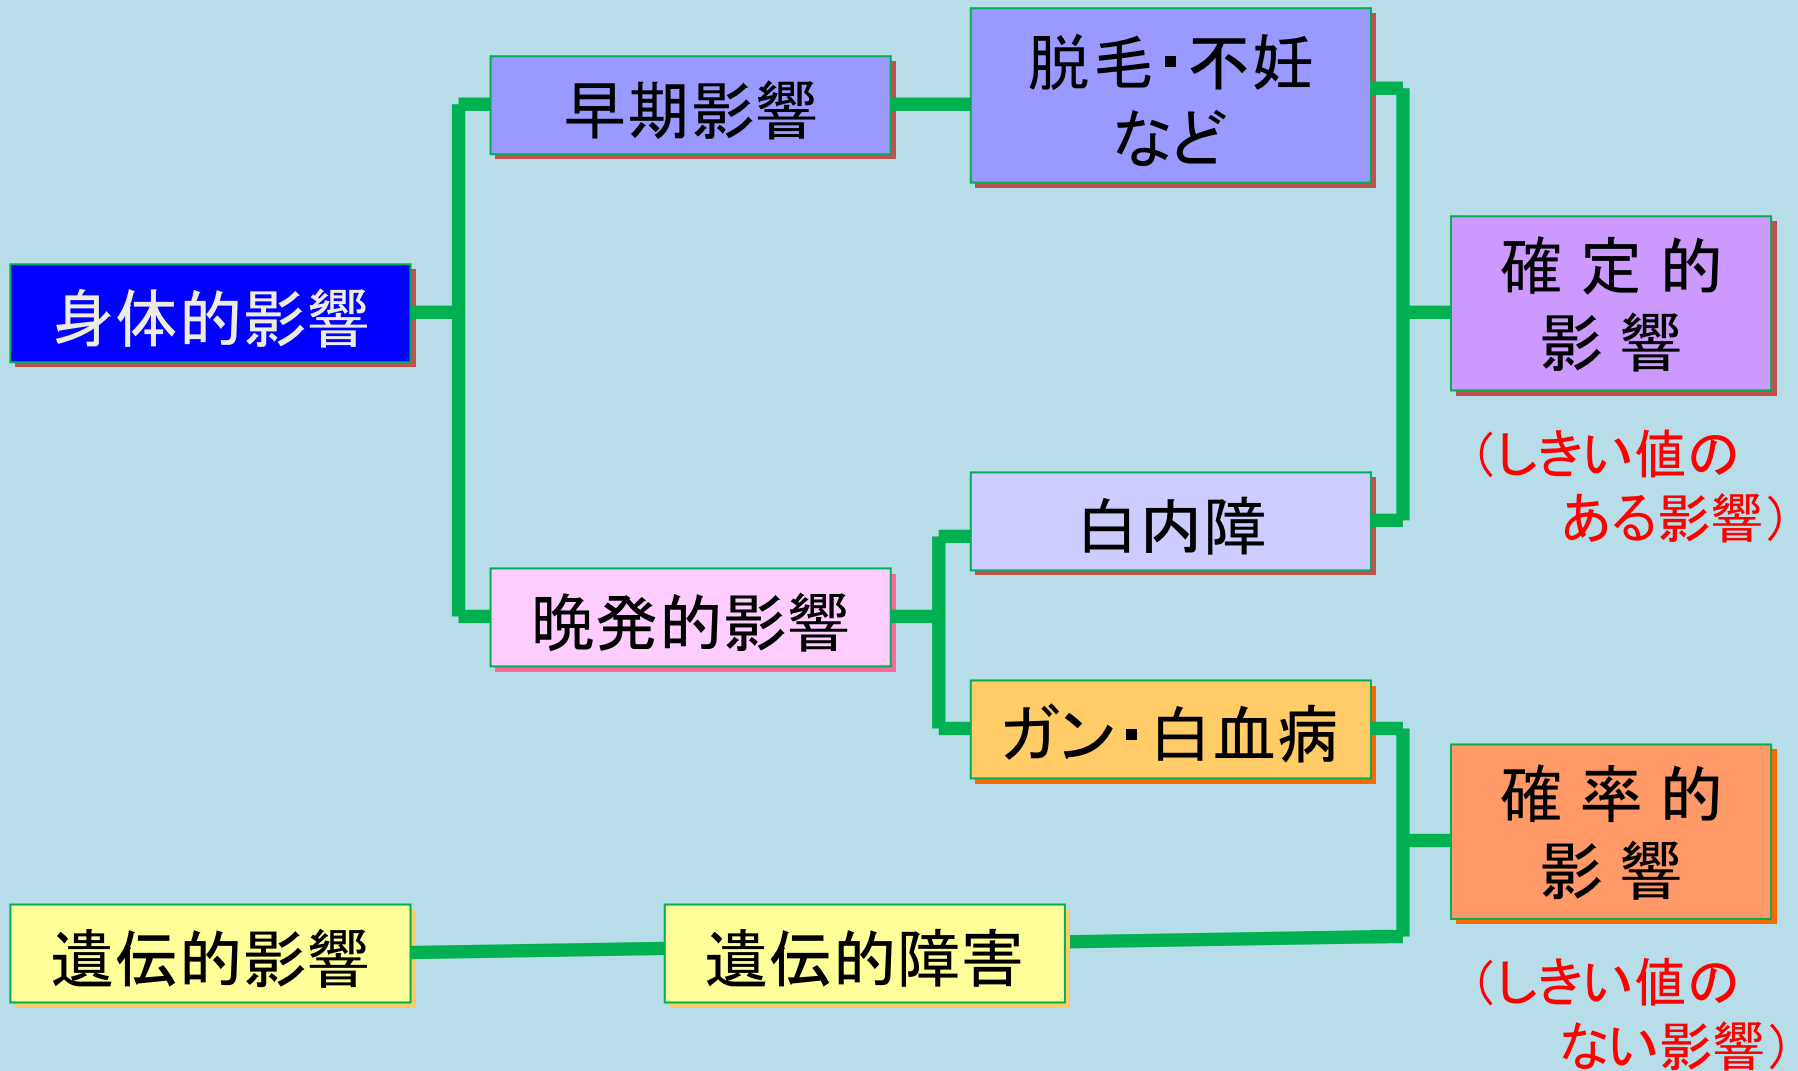 早期影響
脱毛・不妊
など
身体的影響
確 定 的
影 響
（しきい値の
ある影響）
白内障
晩発的影響
ガン・白血病
確 率 的
影 響
遺伝的影響
遺伝的障害
（しきい値の
ない影響）